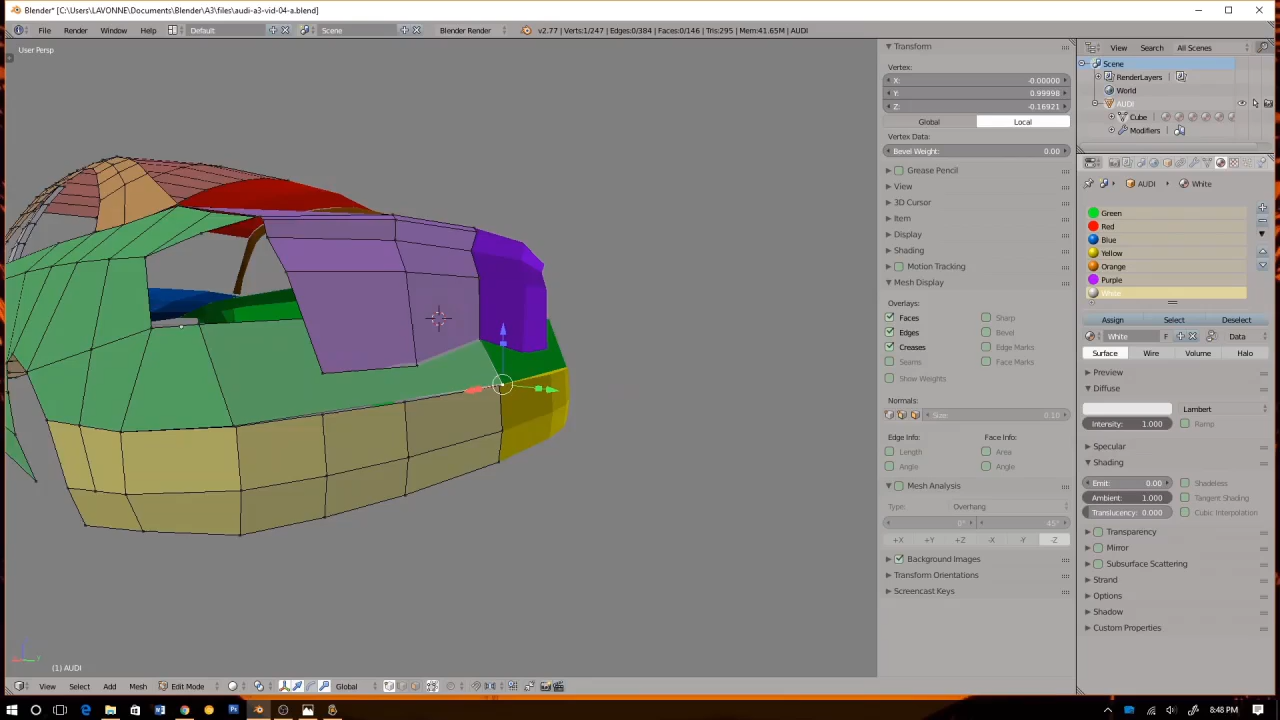 Blender* [C:\Users\LAVONNE\Documents\Blender\A3\files\audi-a3-vid-04-a.blend]
File Render Window Help Default Scene Blender Render v2.77 | Verts:1/247 | Edges:0/384 | Faces:0/146 | Tris:295 | Mem:41.65M | AUDI
User Persp
Transform
Vertex:
X: -0.00000
Y: 0.99998
Z: -0.16921
Global Local
Vertex Data:
Bevel Weight: 0.00
Grease Pencil
View
3D Cursor
Item
Display
Shading
Motion Tracking
Mesh Display
Overlays:
Faces Sharp
Edges Bevel
Creases Edge Marks
Seams Face Marks
Show Weights
Normals:
Size: 0.10
Edge Info: Face Info:
Length Area
Angle Angle
Mesh Analysis
Type: Overhang
0° 45°
+X +Y +Z -X -Y -Z
Background Images
Transform Orientations
Screencast Keys
View Search All Scenes
Scene
RenderLayers
World
AUDI
Cube
Modifiers
AUDI White
Green
Red
Blue
Yellow
Orange
Purple
White
Assign Select Deselect
White F Data
Surface Wire Volume Halo
Preview
Diffuse
Lambert
Intensity: 1.000 Ramp
Specular
Shading
Emit: 0.00 Shadeless
Ambient: 1.000 Tangent Shading
Translucency: 0.000 Cubic Interpolation
Transparency
Mirror
Subsurface Scattering
Strand
Options
Shadow
Custom Properties
(1) AUDI
View Select Add Mesh Edit Mode Global
8:48 PM